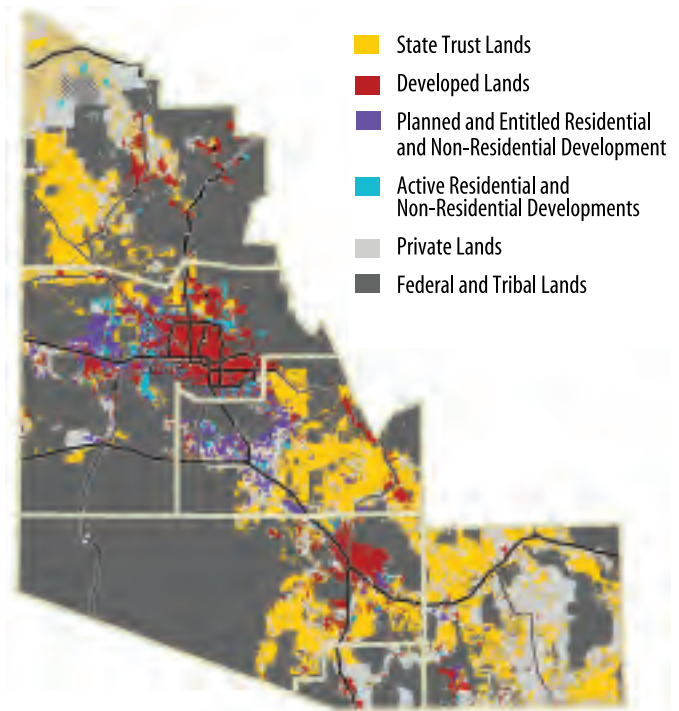 State Trust Lands
Developed Lands
Planned and Entitled Residential
and Non-Residential Development
Active Residential and
Non-Residential Developments
Private Lands
Federal and Tribal Lands